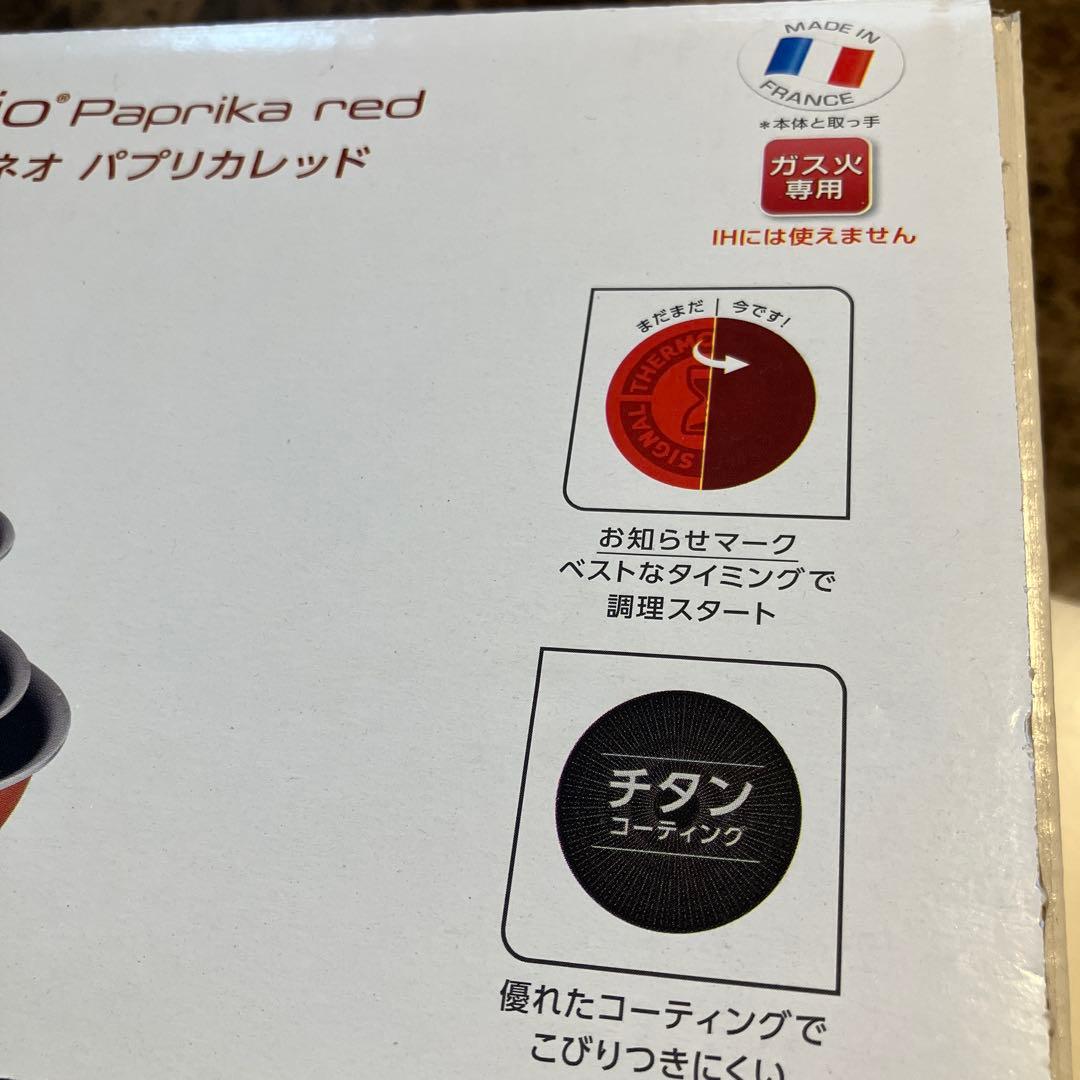 MADE IN
FRANCE
*本体と取っ手
Paprika red
ネオ パプリカレッド
ガス火
専用
IHには使えません
まだまだ | 今です!
THERMO
SIGNAL
お知らせマーク
ベストなタイミングで
調理スタート
チタン
コーティング
優れたコーティングで
こびりつきにくい